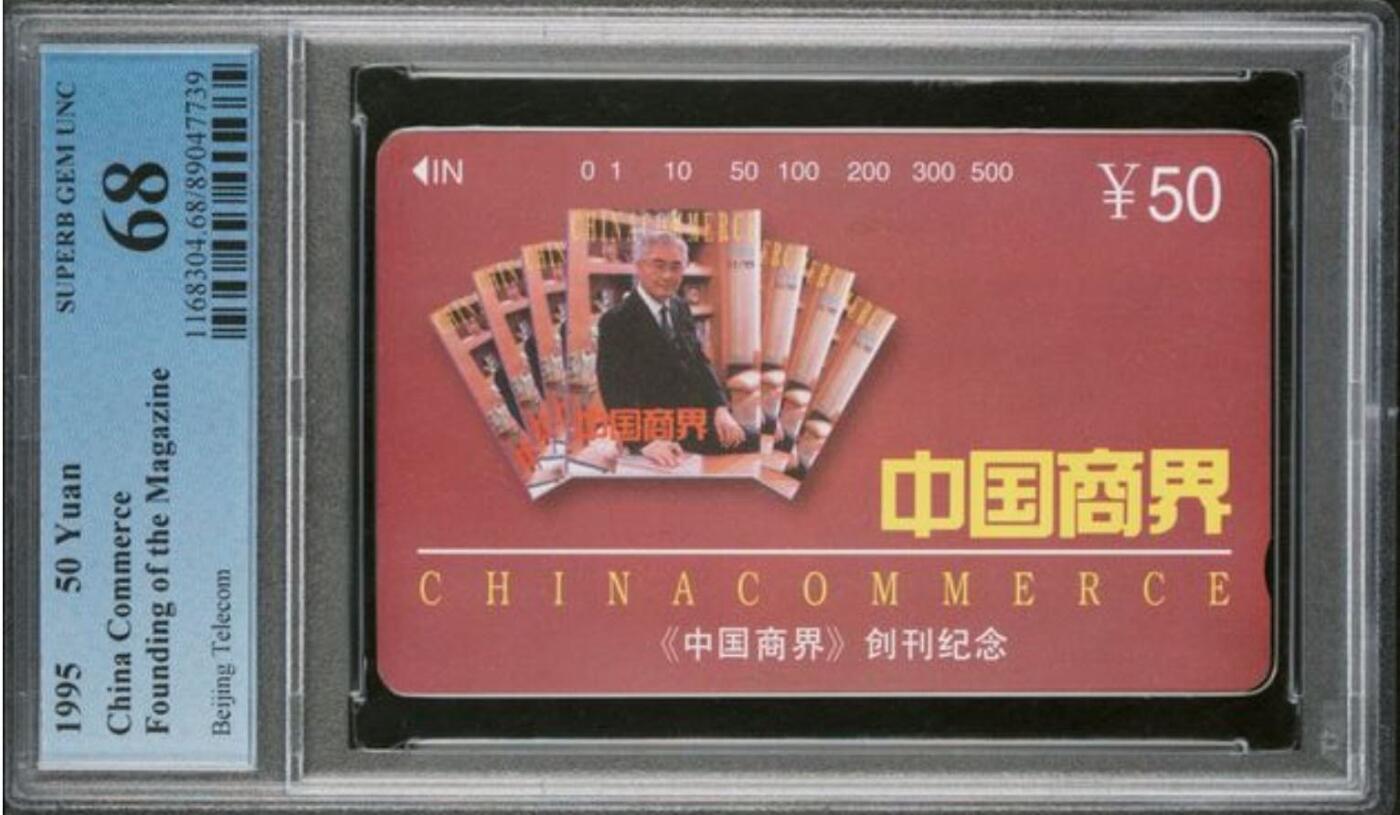 1995 50 Yuan SUPERB GEM UNC
China Commerce 68
Founding of the Magazine
1168304.68/89047739
Beijing Telecom
IN 0 1 10 50 100 200 300 500 ¥50
CHINACOMMERCE
中国商界
中国商界
CHINACOMMERCE
《中国商界》创刊纪念